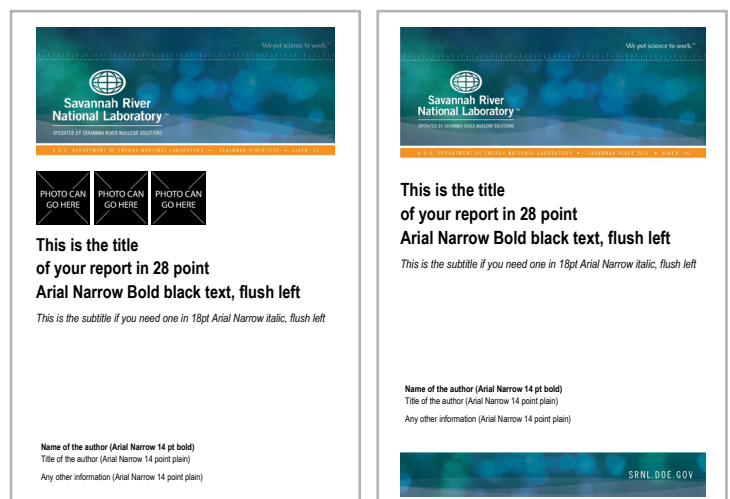 We put science to work.™
Savannah River
National Laboratory™
OPERATED BY SAVANNAH RIVER NUCLEAR SOLUTIONS
A U.S. DEPARTMENT OF ENERGY NATIONAL LABORATORY • SAVANNAH RIVER SITE • AIKEN, SC
PHOTO CAN
GO HERE
PHOTO CAN
GO HERE
PHOTO CAN
GO HERE
This is the title
of your report in 28 point
Arial Narrow Bold black text, flush left
This is the subtitle if you need one in 18pt Arial Narrow italic, flush left
Name of the author (Arial Narrow 14 pt bold)
Title of the author (Arial Narrow 14 point plain)
Any other information (Arial Narrow 14 point plain)
We put science to work.™
Savannah River
National Laboratory™
OPERATED BY SAVANNAH RIVER NUCLEAR SOLUTIONS
A U.S. DEPARTMENT OF ENERGY NATIONAL LABORATORY • SAVANNAH RIVER SITE • AIKEN, SC
This is the title
of your report in 28 point
Arial Narrow Bold black text, flush left
This is the subtitle if you need one in 18pt Arial Narrow italic, flush left
Name of the author (Arial Narrow 14 pt bold)
Title of the author (Arial Narrow 14 point plain)
Any other information (Arial Narrow 14 point plain)
SRNL.DOE.GOV